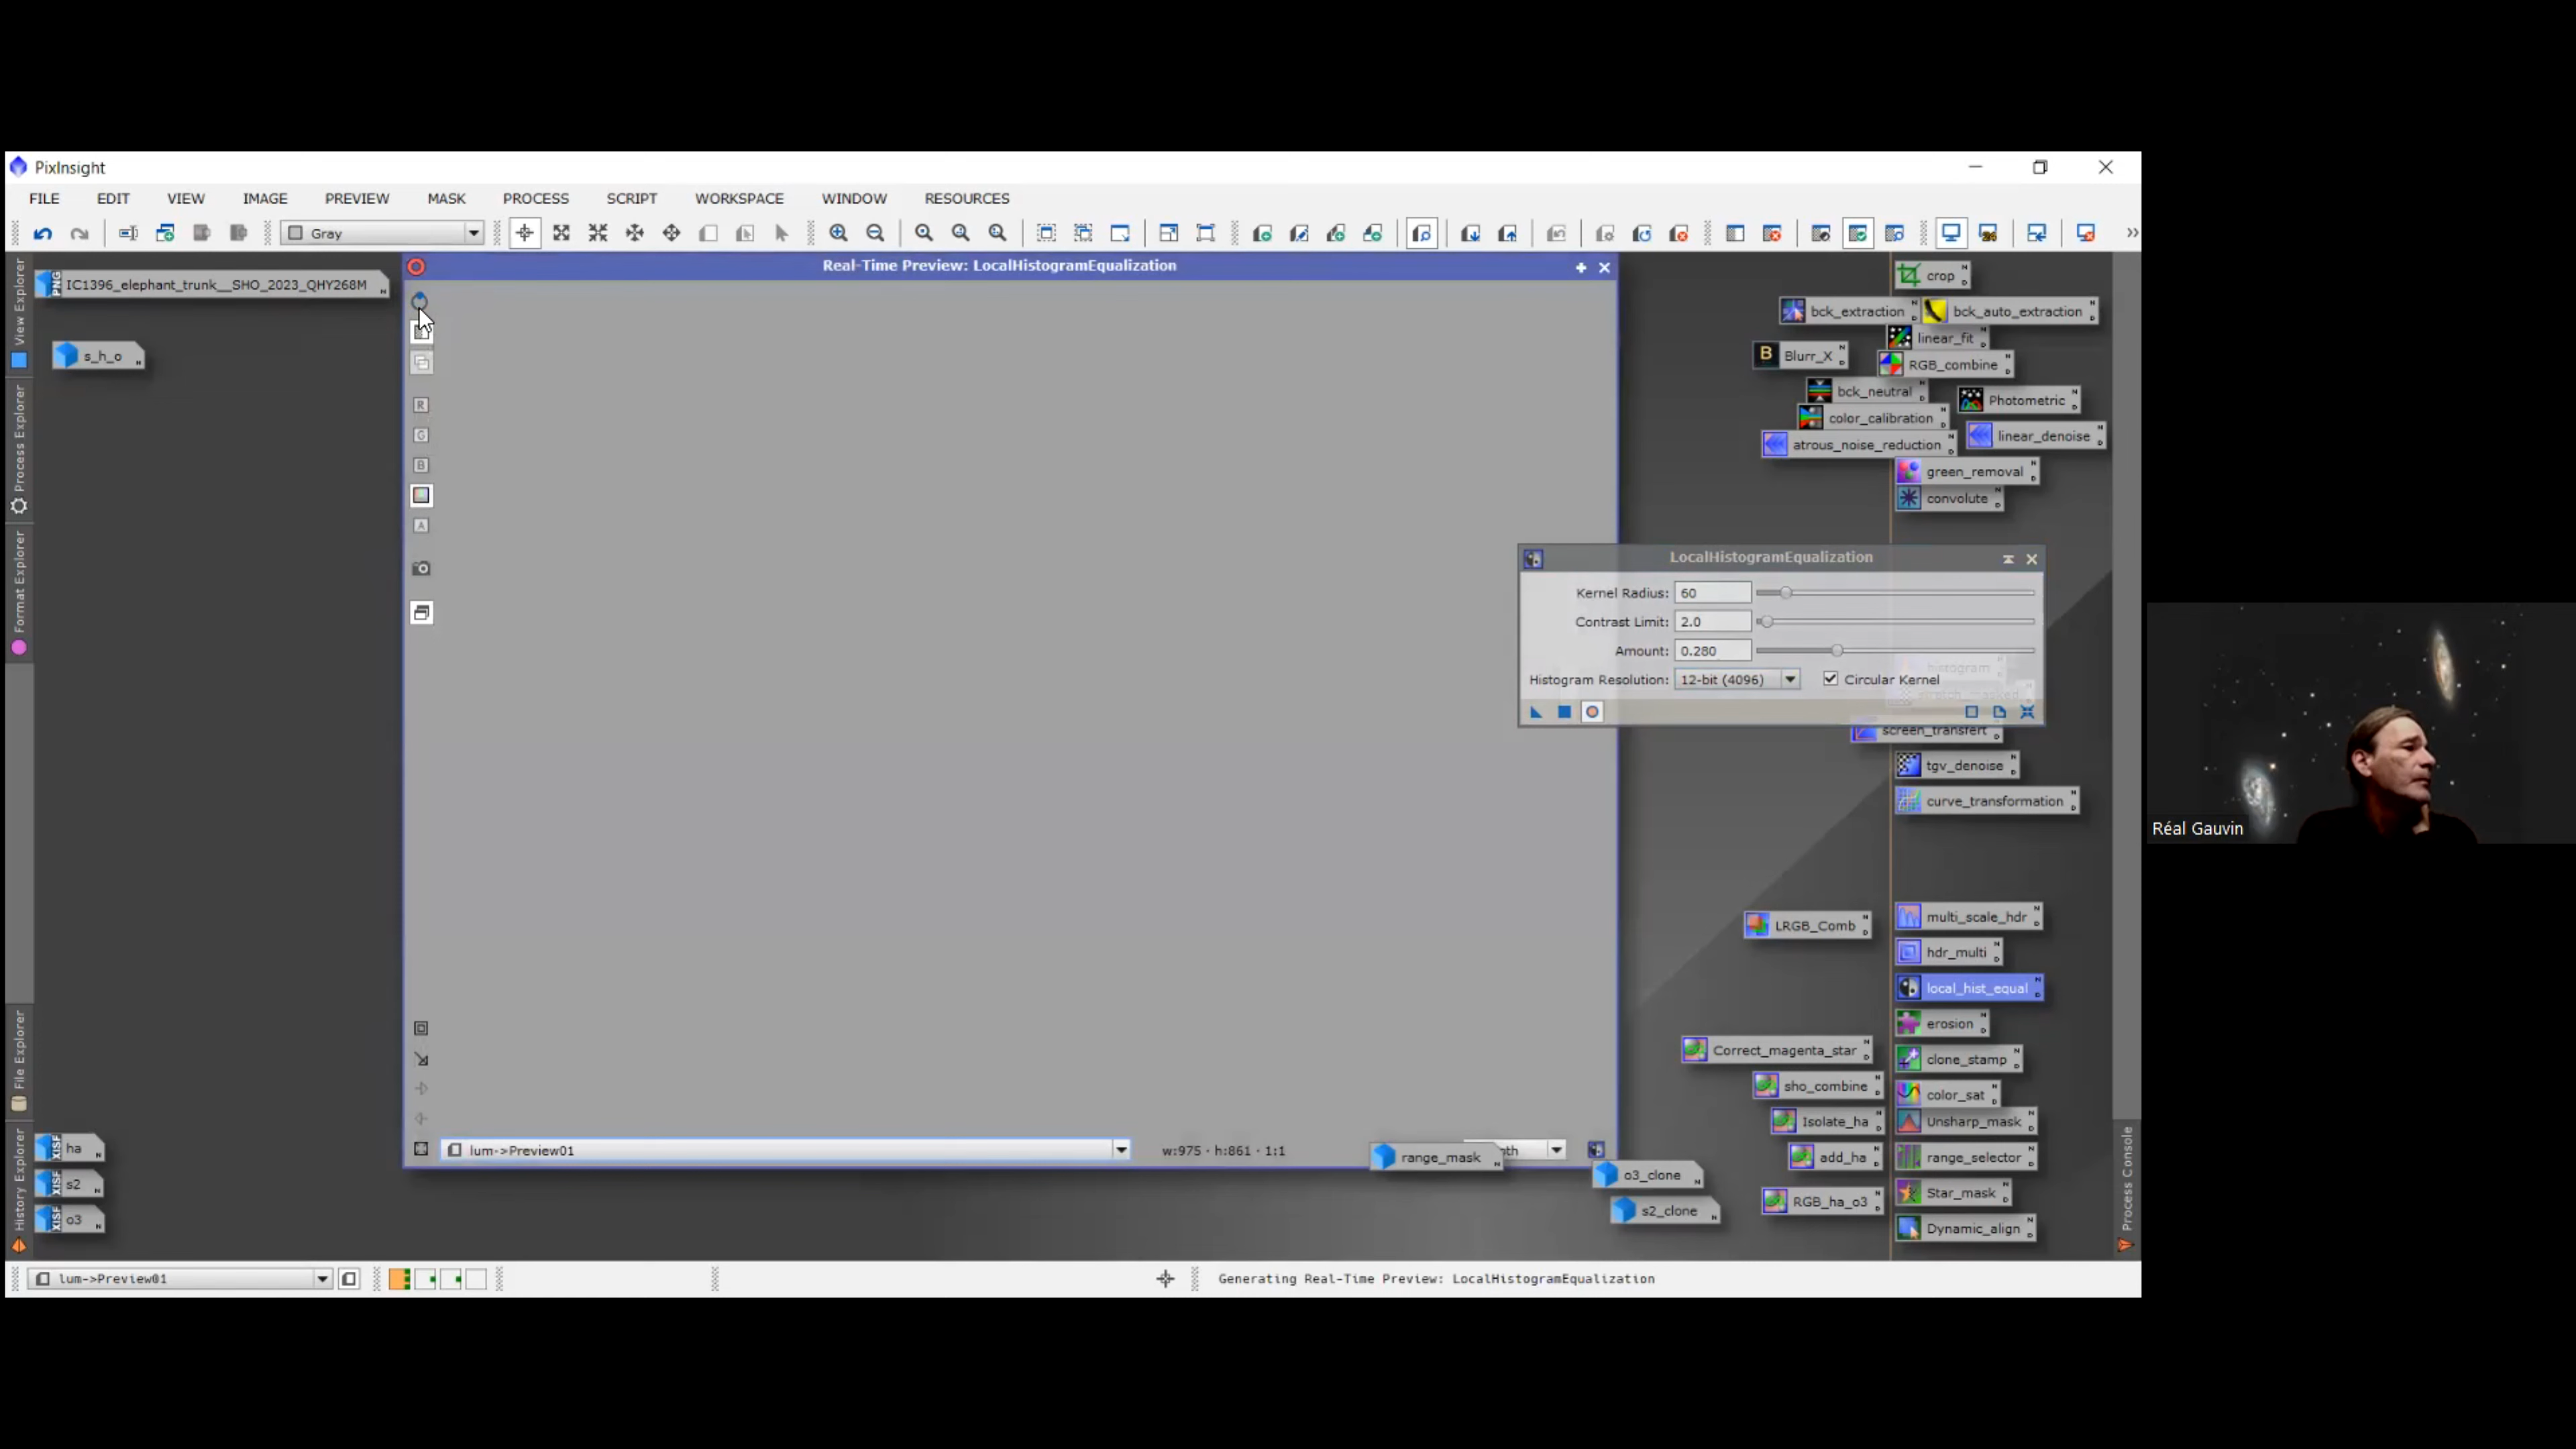 PixInsight
FILE EDIT VIEW IMAGE PREVIEW MASK PROCESS SCRIPT WORKSPACE WINDOW RESOURCES
Gray
View Explorer
Process Explorer
Format Explorer
File Explorer
History Explorer
IC1396_elephant_trunk__SHO_2023_QHY268M
s_h_o
ha
s2
o3
Real-Time Preview: LocalHistogramEqualization
R
G
B
A
lum->Preview01
w:975 · h:861 · 1:1
range_mask
o3_clone
s2_clone
crop
bck_extraction
bck_auto_extraction
linear_fit
Blurr_X
RGB_combine
bck_neutral
Photometric
color_calibration
linear_denoise
atrous_noise_reduction
green_removal
convolute
LocalHistogramEqualization
Kernel Radius: 60
Contrast Limit: 2.0
Amount: 0.280
Histogram Resolution: 12-bit (4096) Circular Kernel
histogram
screen_transfert
tgv_denoise
curve_transformation
multi_scale_hdr
LRGB_Comb
hdr_multi
local_hist_equal
erosion
Correct_magenta_star
clone_stamp
sho_combine
color_sat
Isolate_ha
Unsharp_mask
add_ha
range_selector
RGB_ha_o3
Star_mask
Dynamic_align
Process Console
lum->Preview01
Generating Real-Time Preview: LocalHistogramEqualization
Réal Gauvin